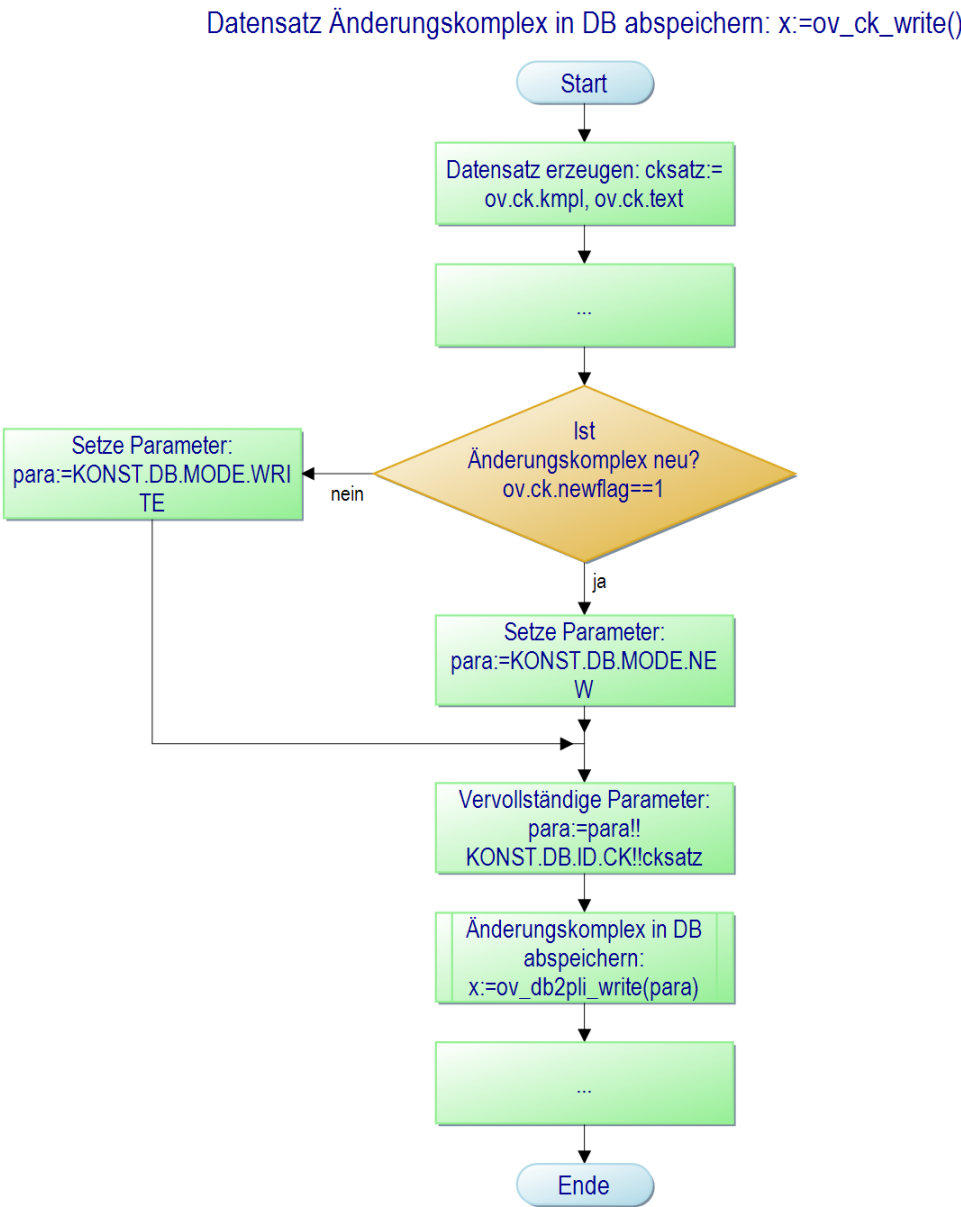 Datensatz Änderungskomplex in DB abspeichern: x:=ov_ck_write()
Start
Datensatz erzeugen: cksatz:=
ov.ck.kmpl, ov.ck.text
...
Ist
Änderungskomplex neu?
ov.ck.newflag==1
nein
Setze Parameter:
para:=KONST.DB.MODE.WRI
TE
ja
Setze Parameter:
para:=KONST.DB.MODE.NE
W
Vervollständige Parameter:
para:=para!!
KONST.DB.ID.CK!!cksatz
Änderungskomplex in DB
abspeichern:
x:=ov_db2pli_write(para)
...
Ende